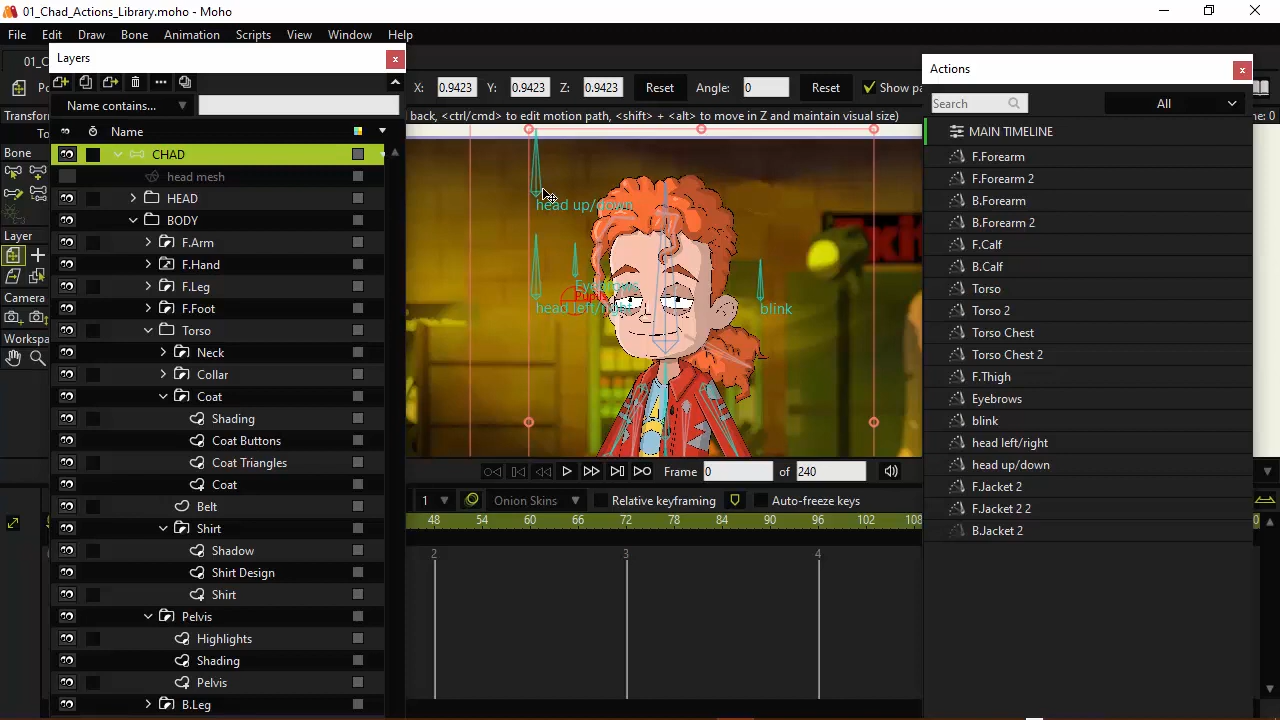 01_Chad_Actions_Library.moho - Moho
File Edit Draw Bone Animation Scripts View Window Help
Layers
Name contains...
Name
CHAD
head mesh
HEAD
BODY
F.Arm
F.Hand
F.Leg
F.Foot
Torso
Neck
Collar
Coat
Shading
Coat Buttons
Coat Triangles
Coat
Belt
Shirt
Shadow
Shirt Design
Shirt
Pelvis
Highlights
Shading
Pelvis
B.Leg
Transform
To
Bone
Layer
Camera
Workspa
X: 0.9423 Y: 0.9423 Z: 0.9423 Reset Angle: 0 Reset Show pa
back, <ctrl/cmd> to edit motion path, <shift> + <alt> to move in Z and maintain visual size)
head up/down
Eyebrows
Pupils
head left/right
blink
Frame 0 of 240
1 Onion Skins Relative keyframing Auto-freeze keys
48 54 60 66 72 78 84 90 96 102 108
2 3 4
Actions
Search All
MAIN TIMELINE
F.Forearm
F.Forearm 2
B.Forearm
B.Forearm 2
F.Calf
B.Calf
Torso
Torso 2
Torso Chest
Torso Chest 2
F.Thigh
Eyebrows
blink
head left/right
head up/down
F.Jacket 2
F.Jacket 2 2
B.Jacket 2